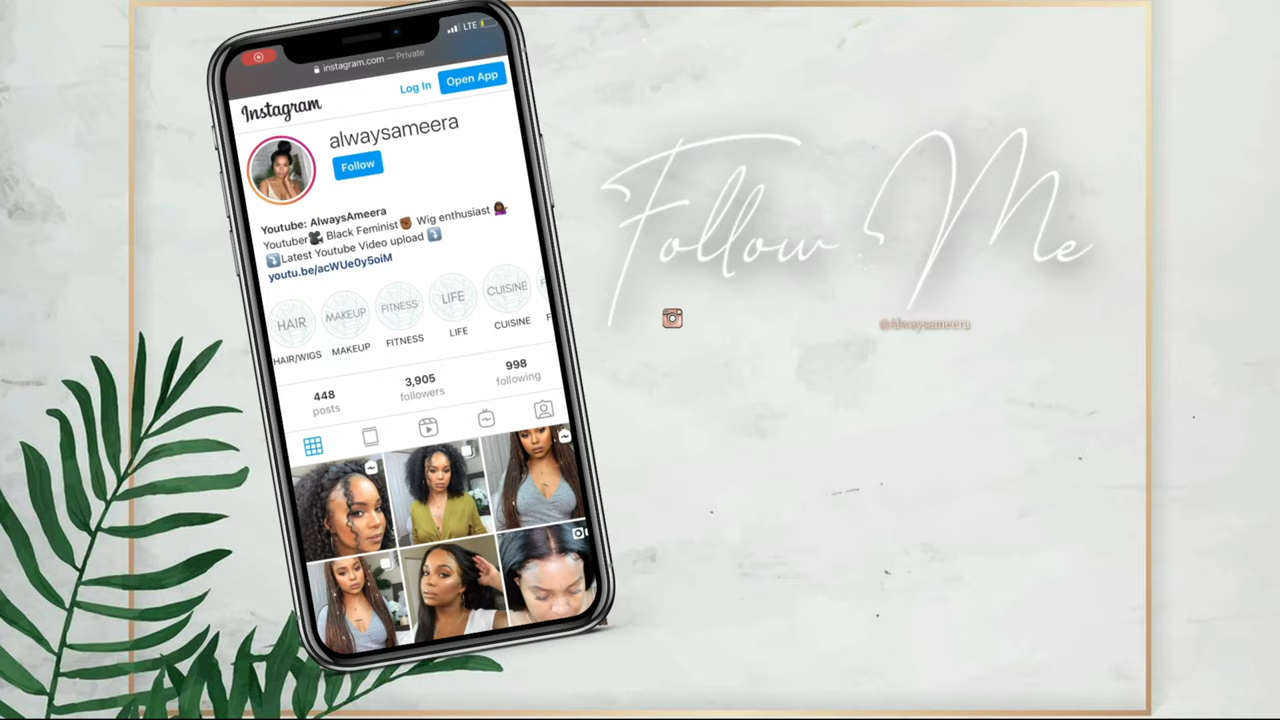 LTE
instagram.com — Private
Instagram
Log In
Open App
alwaysameera
Follow
Youtube: AlwaysAmeera
Youtuber🎥 Black Feminist✊🏾 Wig enthusiast 💁🏾‍♀️
⤵️Latest Youtube Video upload ⤵️
youtu.be/acWUe0y5oiM
HAIR MAKEUP FITNESS LIFE CUISINE F
HAIR/WIGS MAKEUP FITNESS LIFE CUISINE F
448 3,905 998
posts followers following
Follow Me
@Alwaysameera